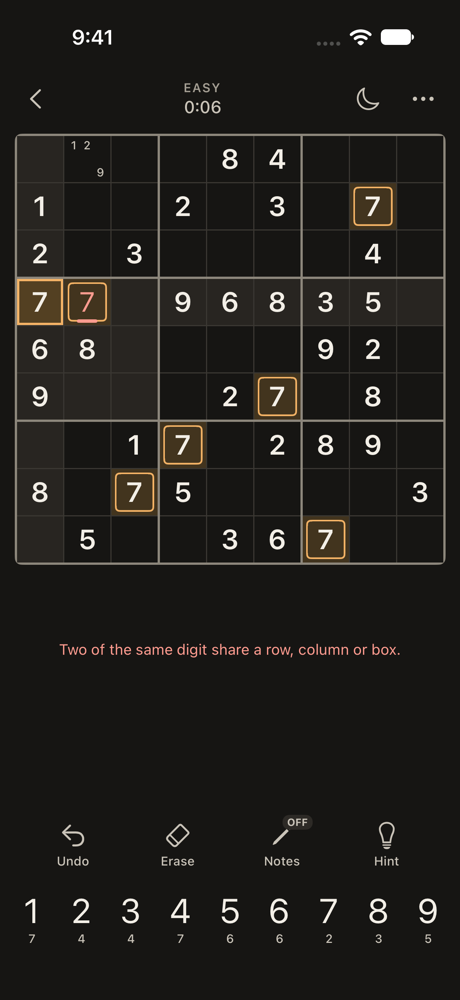 9:41
EASY
0:06
1 2
9
8 4
1 2 3 7
2 3 4
7 7 9 6 8 3 5
6 8 9 2
9 2 7 8
1 7 2 8 9
8 7 5 3
5 3 6 7
Two of the same digit share a row, column or box.
OFF
Undo Erase Notes Hint
1 2 3 4 5 6 7 8 9
7 4 4 7 6 6 2 3 5